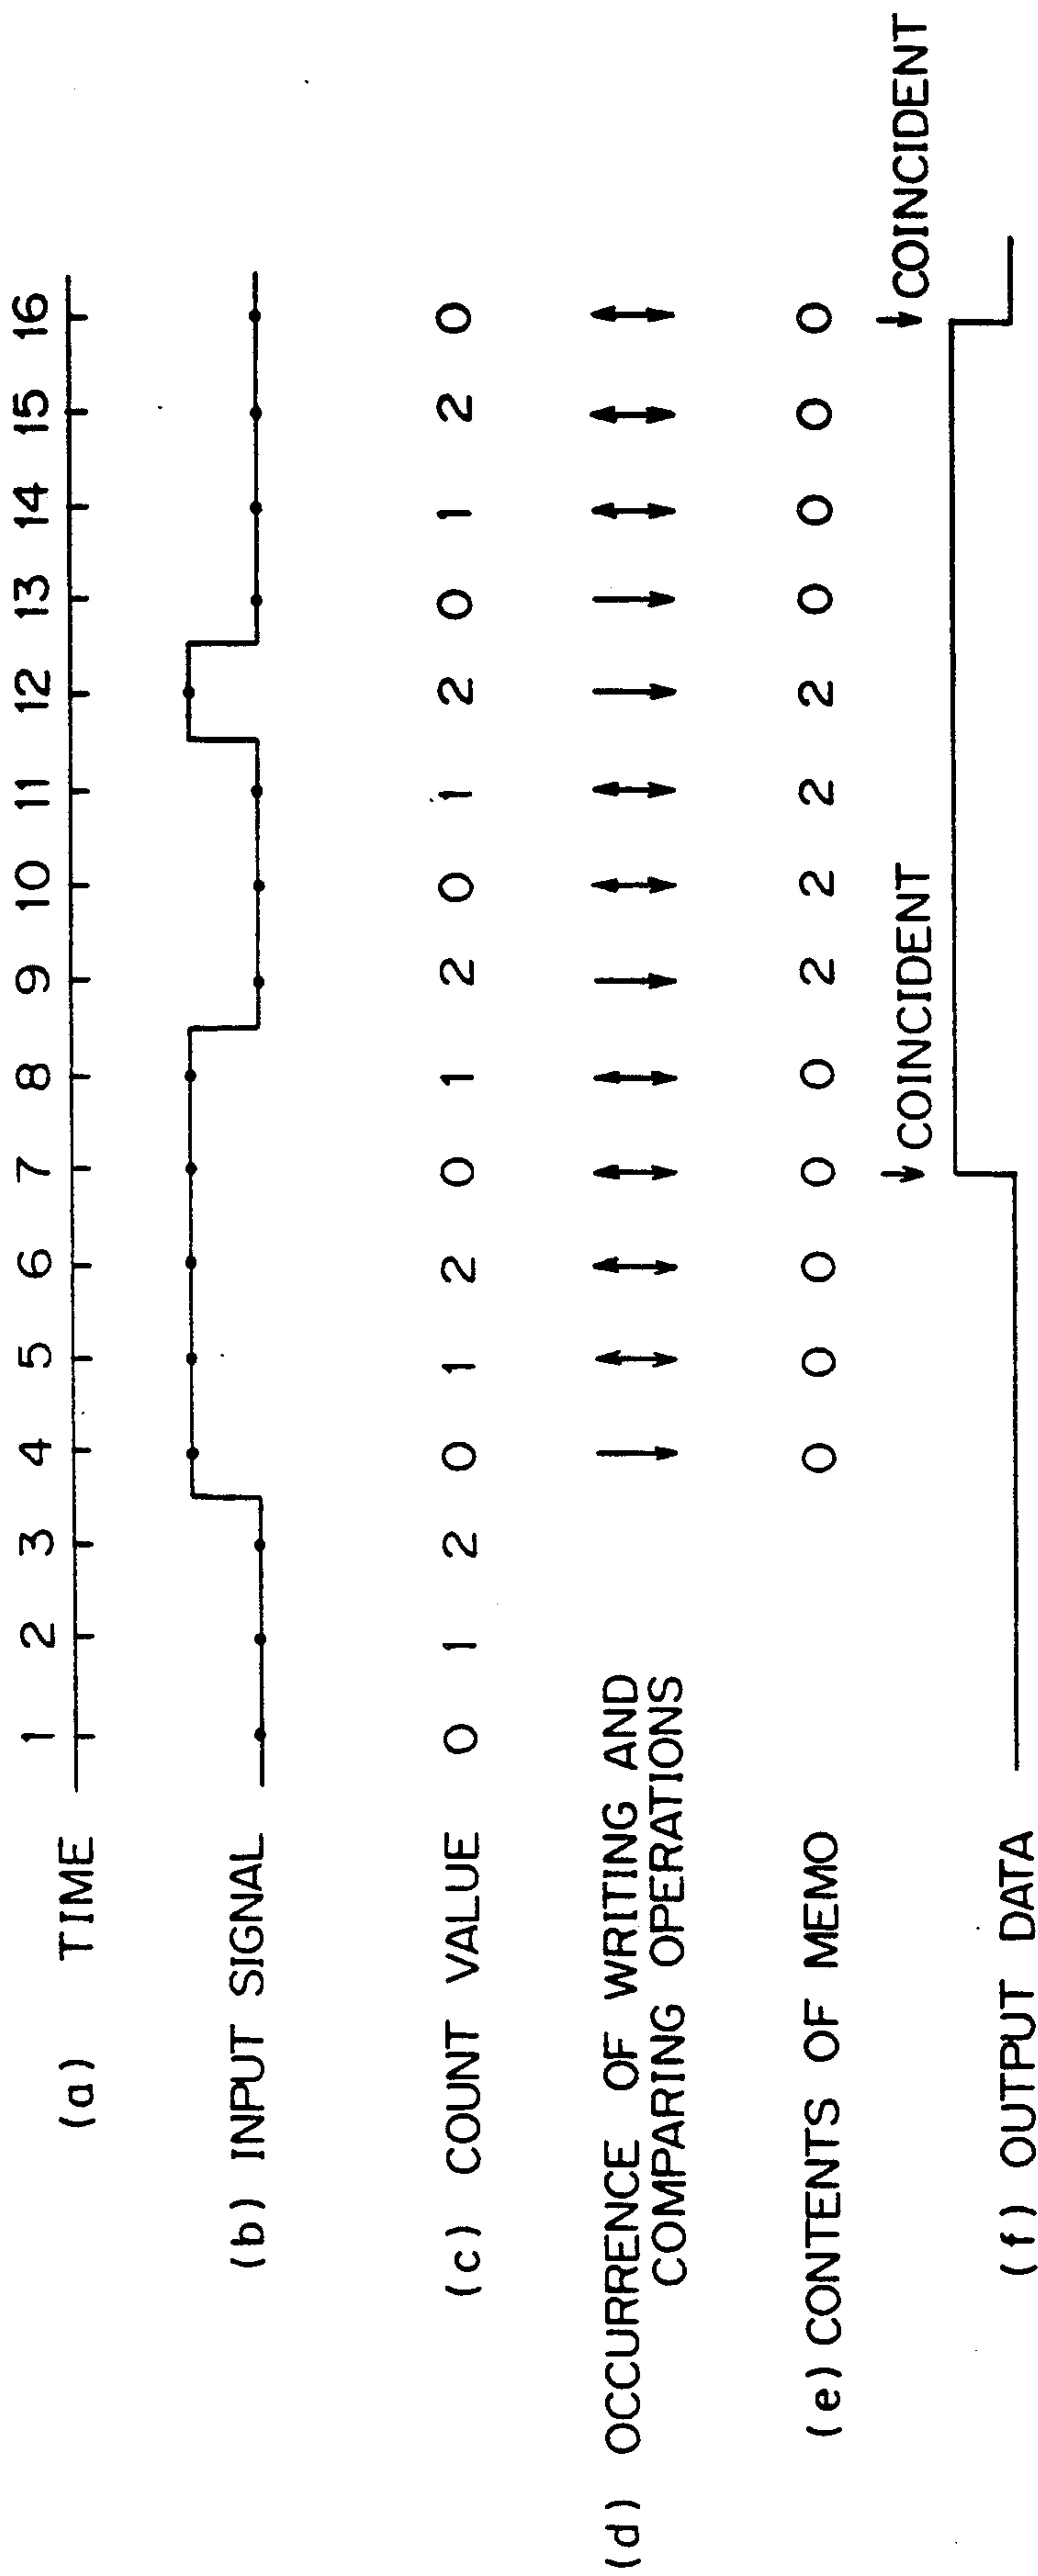 (a) TIME 1 2 3 4 5 6 7 8 9 10 11 12 13 14 15 16
(b) INPUT SIGNAL
(c) COUNT VALUE 0 1 2 0 1 2 0 1 2 0 1 2 0 1 2 0
(d) OCCURRENCE OF WRITING AND
COMPARING OPERATIONS
(e) CONTENTS OF MEMO 0 0 0 0 0 2 2 2 2 0 0 0 0
COINCIDENT COINCIDENT
(f) OUTPUT DATA